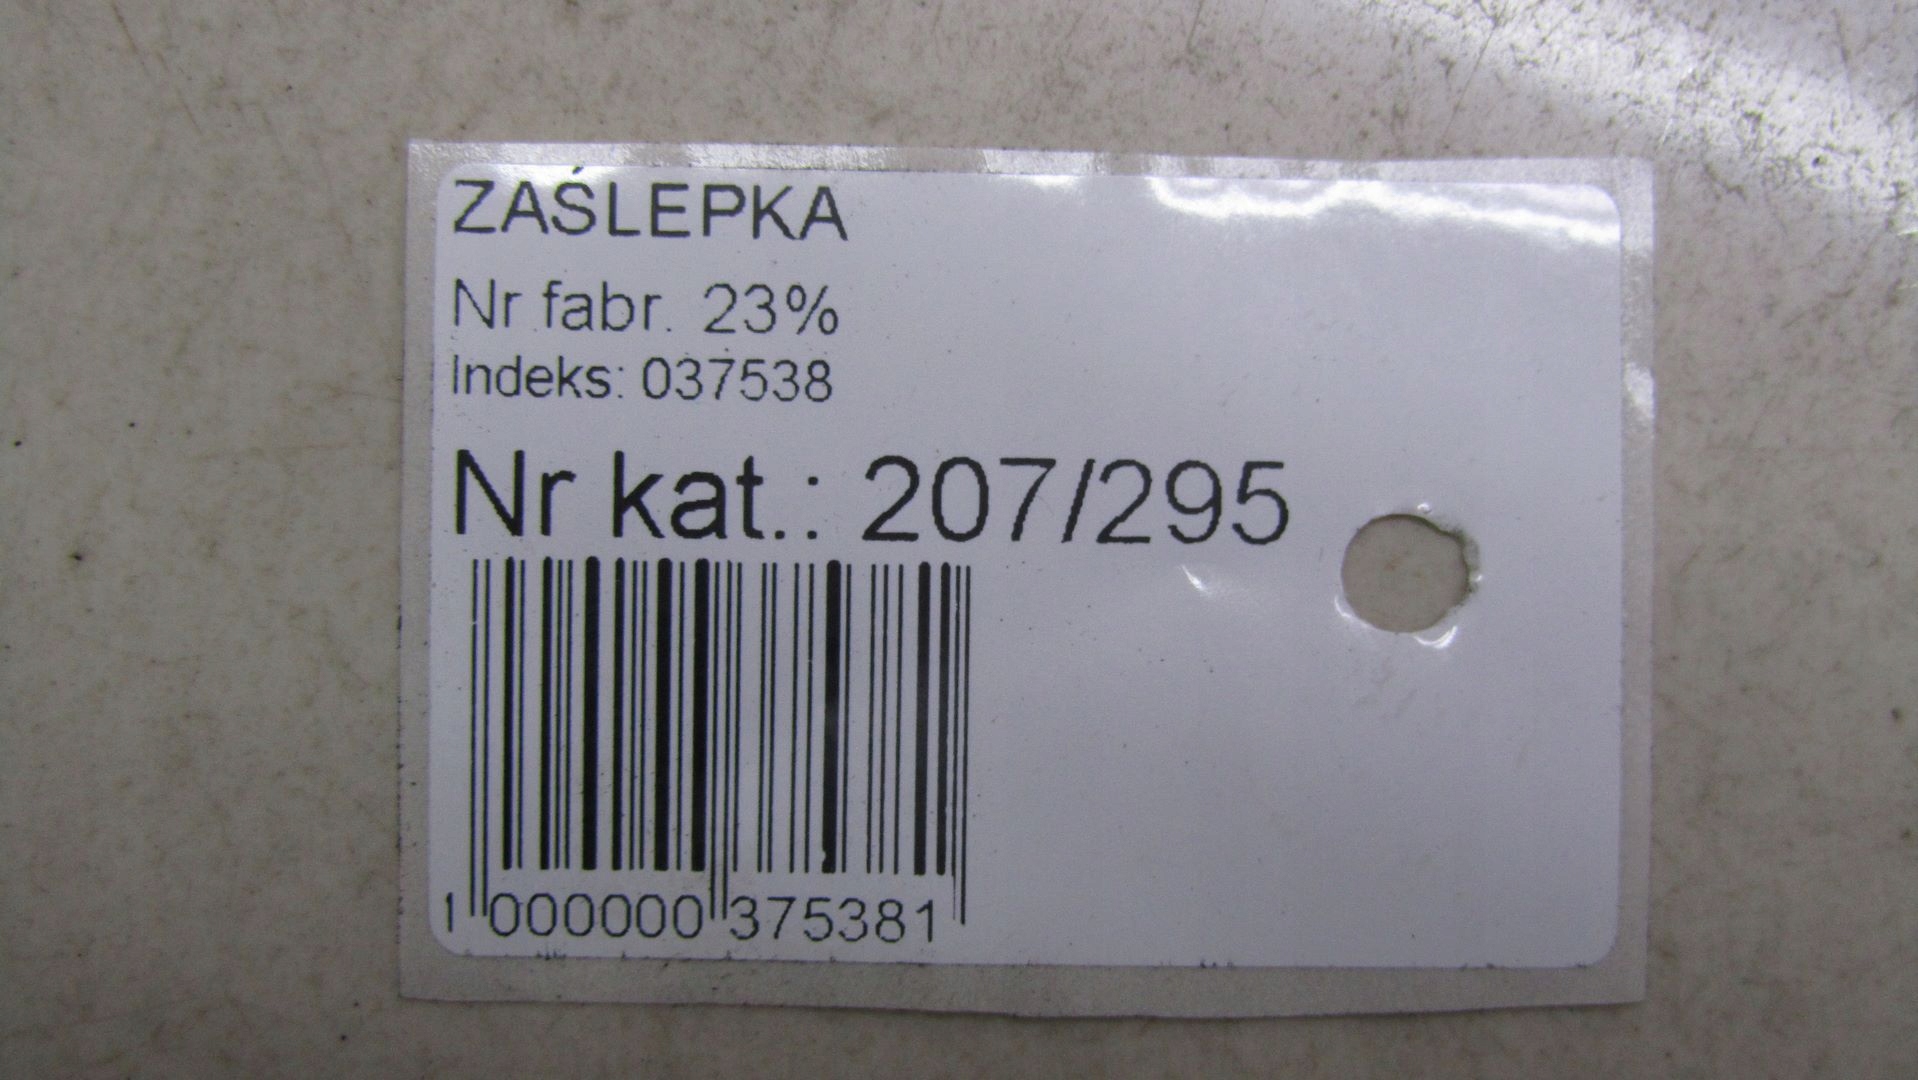 ZAŚLEPKA
Nr fabr. 23%
Indeks: 037538
Nr kat.: 207/295
1 000000 375381